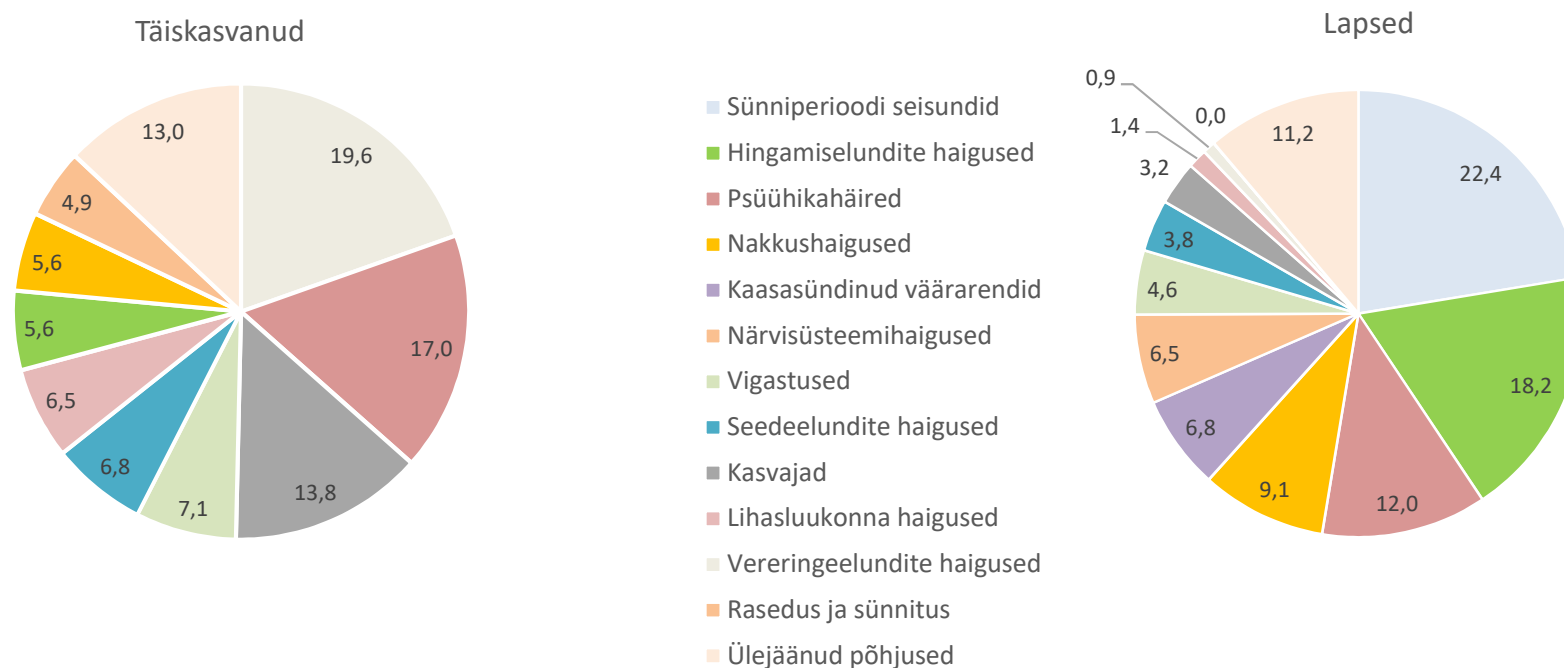 Täiskasvanud
19,6
17,0
13,8
7,1
6,8
6,5
5,6
5,6
4,9
13,0
Sünniperioodi seisundid
Hingamiselundite haigused
Psüühikahäired
Nakkushaigused
Kaasasündinud väärarendid
Närvisüsteemihaigused
Vigastused
Seedeelundite haigused
Kasvajad
Lihasluukonna haigused
Vereringeelundite haigused
Rasedus ja sünnitus
Ülejäänud põhjused
Lapsed
22,4
18,2
12,0
9,1
6,8
6,5
4,6
3,8
3,2
1,4
0,9
0,0
11,2